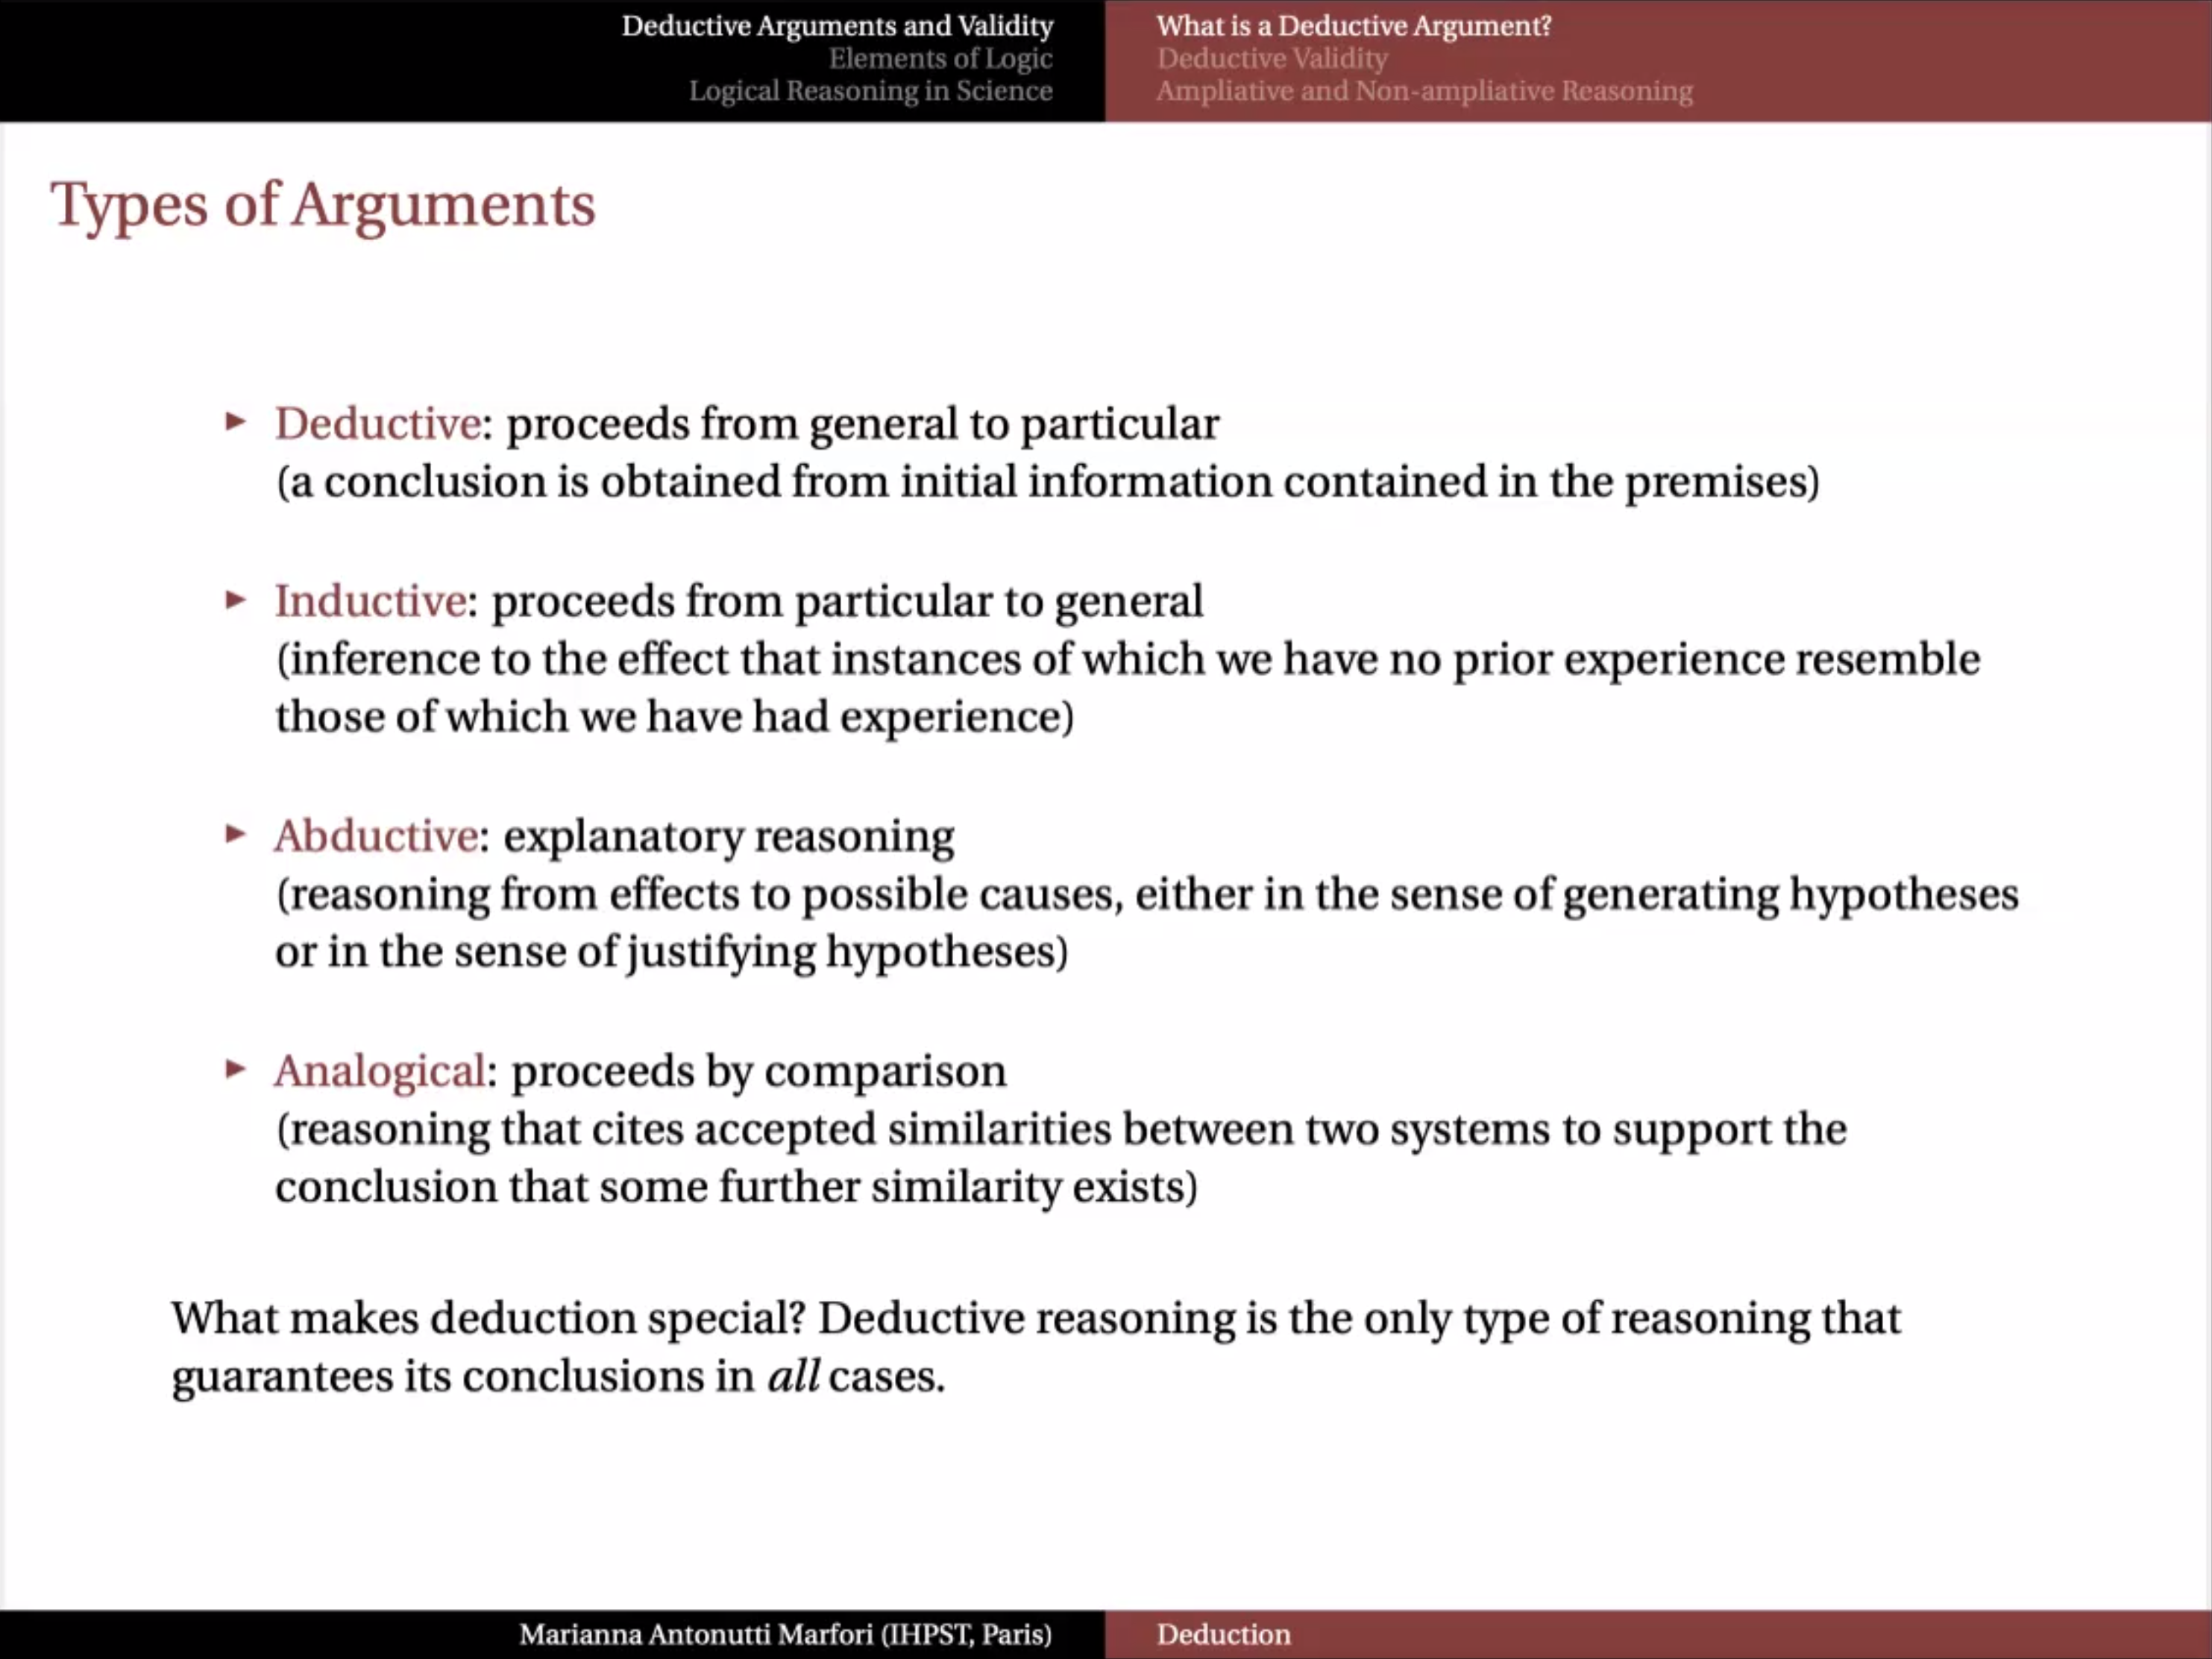 Deductive Arguments and Validity
Elements of Logic
Logical Reasoning in Science
What is a Deductive Argument?
Deductive Validity
Ampliative and Non-ampliative Reasoning
Types of Arguments
▶ Deductive: proceeds from general to particular
(a conclusion is obtained from initial information contained in the premises)
▶ Inductive: proceeds from particular to general
(inference to the effect that instances of which we have no prior experience resemble
those of which we have had experience)
▶ Abductive: explanatory reasoning
(reasoning from effects to possible causes, either in the sense of generating hypotheses
or in the sense of justifying hypotheses)
▶ Analogical: proceeds by comparison
(reasoning that cites accepted similarities between two systems to support the
conclusion that some further similarity exists)
What makes deduction special? Deductive reasoning is the only type of reasoning that
guarantees its conclusions in all cases.
Marianna Antonutti Marfori (IHPST, Paris)
Deduction